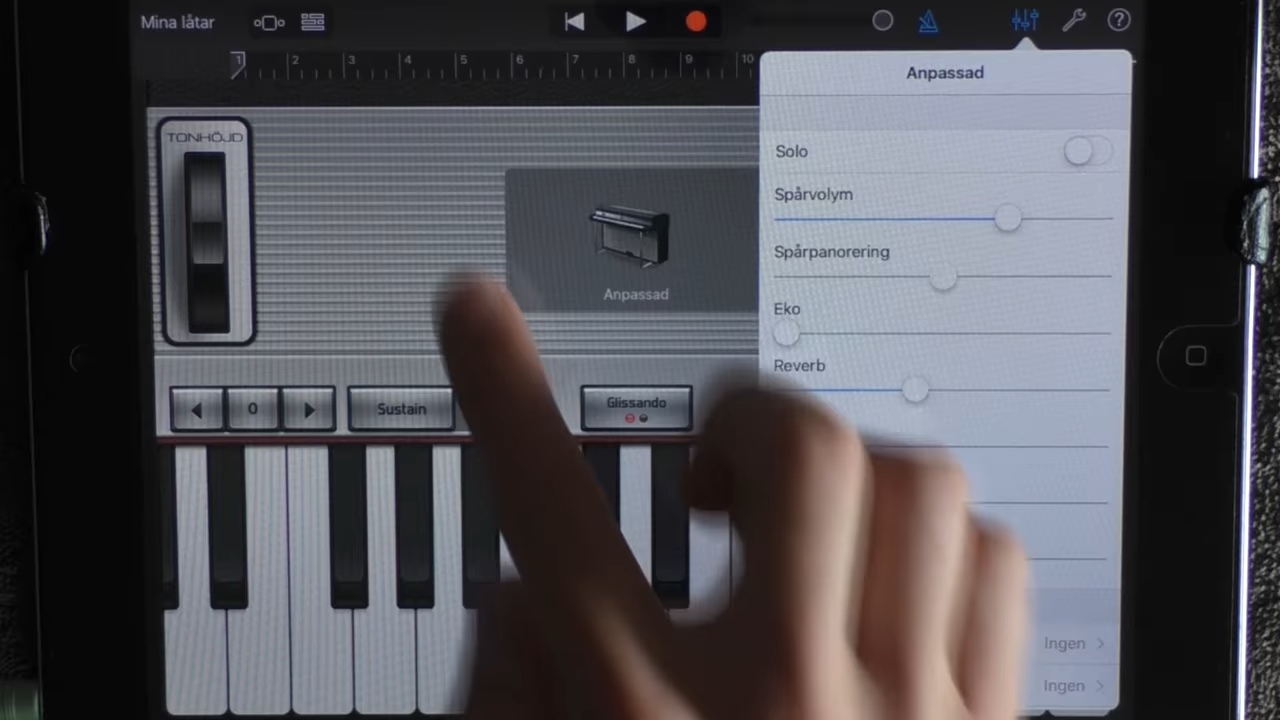 Mina låtar
1 2 3 4 5 6 7 8 9 10
Anpassad
TONHÖJD
Solo
Spårvolym
Spårpanorering
Anpassad
Eko
Reverb
0
Sustain
Glissando
Ingen
Ingen